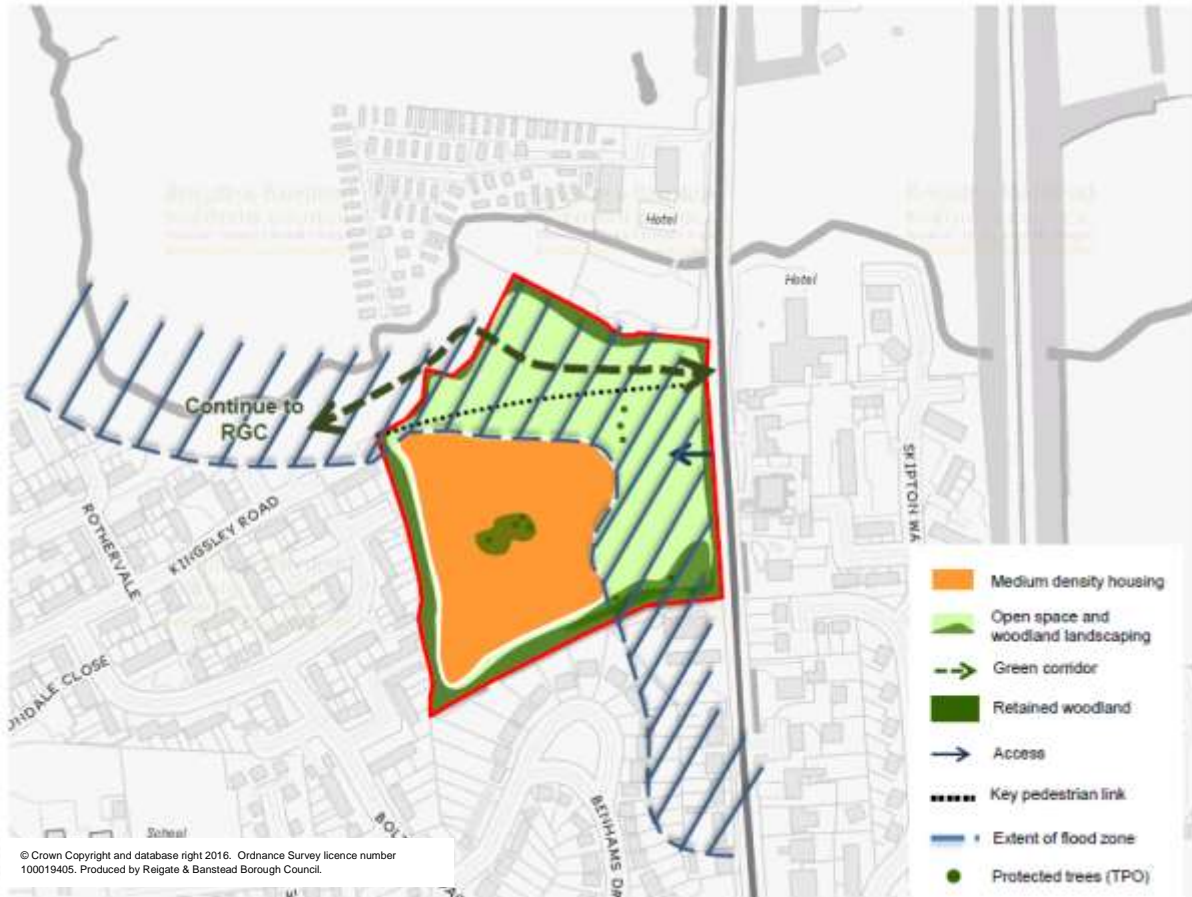 Hotel
Hotel
Continue to
RGC
SKIPTON WA
ROTHERVALE
KINGSLEY ROAD
ONDALE CLOSE
School
BENHAMS DR
Medium density housing
Open space and
woodland landscaping
Green corridor
Retained woodland
Access
Key pedestrian link
Extent of flood zone
Protected trees (TPO)
© Crown Copyright and database right 2016. Ordnance Survey licence number
100019405. Produced by Reigate & Banstead Borough Council.